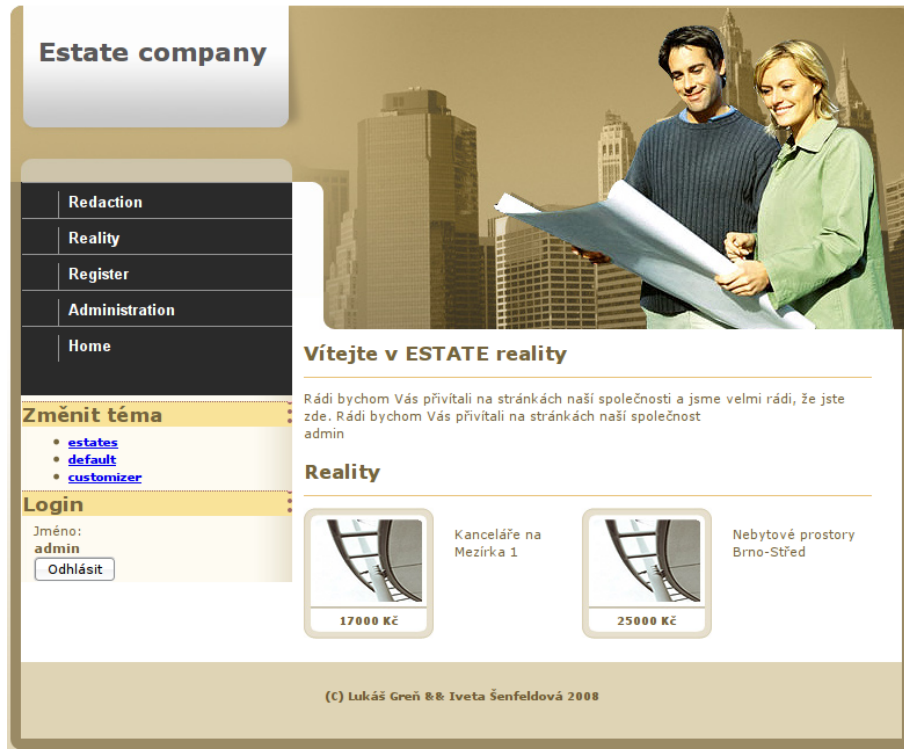 Estate company
Redaction
Reality
Register
Administration
Home
Změnit téma
estates
default
customizer
Login
Jméno:
admin
Odhlásit
Vítejte v ESTATE reality
Rádi bychom Vás přivítali na stránkách naší společnosti a jsme velmi rádi, že jste
zde. Rádi bychom Vás přivítali na stránkách naší společnost
admin
Reality
17000 Kč
Kanceláře na
Mezírka 1
25000 Kč
Nebytové prostory
Brno-Střed
(C) Lukáš Greň && Iveta Šenfeldová 2008